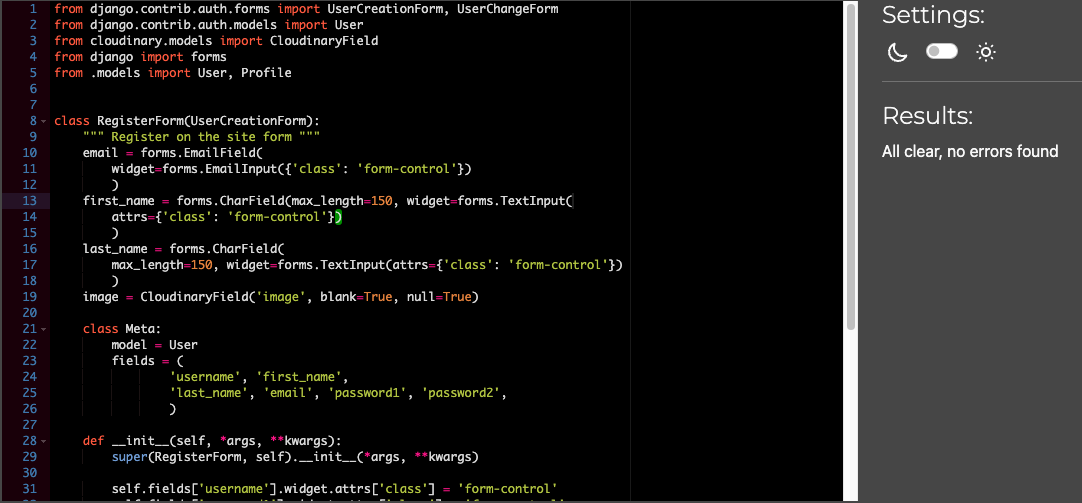 1 from django.contrib.auth.forms import UserCreationForm, UserChangeForm
2 from django.contrib.auth.models import User
3 from cloudinary.models import CloudinaryField
4 from django import forms
5 from .models import User, Profile
6
7
8 class RegisterForm(UserCreationForm):
9     """ Register on the site form """
10     email = forms.EmailField(
11         widget=forms.EmailInput({'class': 'form-control'})
12         )
13     first_name = forms.CharField(max_length=150, widget=forms.TextInput(
14         attrs={'class': 'form-control'})
15         )
16     last_name = forms.CharField(
17         max_length=150, widget=forms.TextInput(attrs={'class': 'form-control'})
18         )
19     image = CloudinaryField('image', blank=True, null=True)
20
21     class Meta:
22         model = User
23         fields = (
24                 'username', 'first_name',
25                 'last_name', 'email', 'password1', 'password2',
26                 )
27
28     def __init__(self, *args, **kwargs):
29         super(RegisterForm, self).__init__(*args, **kwargs)
30
31         self.fields['username'].widget.attrs['class'] = 'form-control'
Settings:
Results:
All clear, no errors found